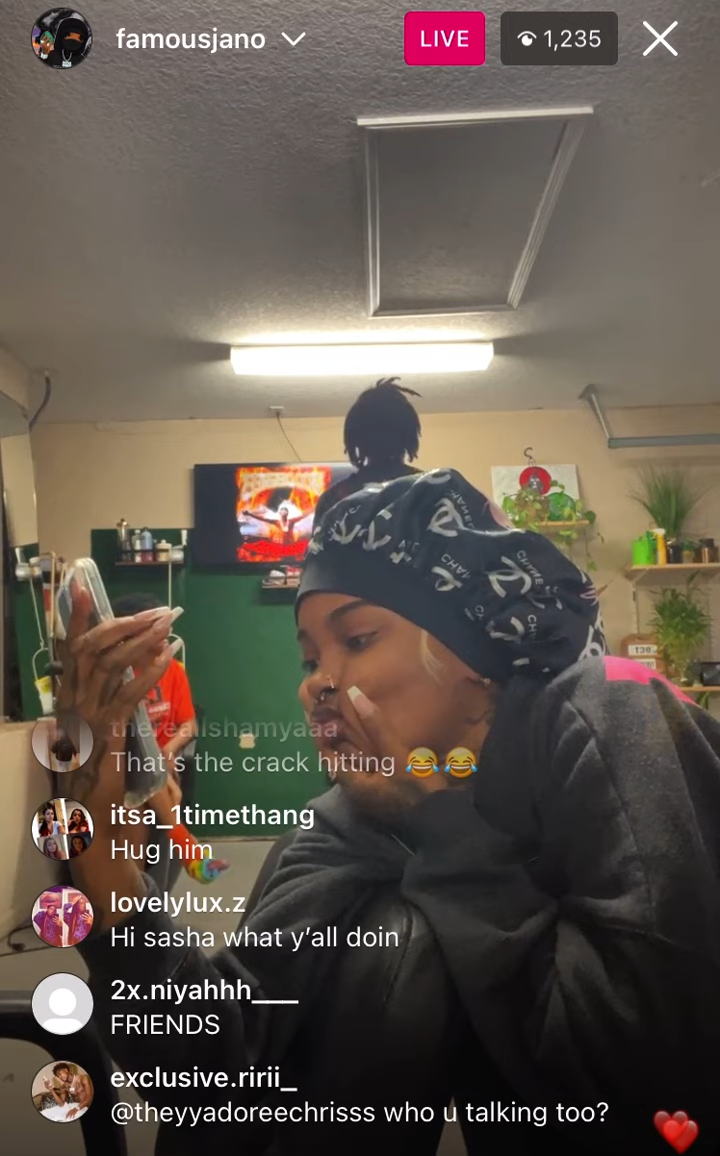 famousjano
LIVE
1,235
thereallshamyaaa
That's the crack hitting 😂😂
itsa_1timethang
Hug him
lovelylux.z
Hi sasha what y'all doin
2x.niyahhh___
FRIENDS
exclusive.ririi_
@theyyadoreechrisss who u talking too?